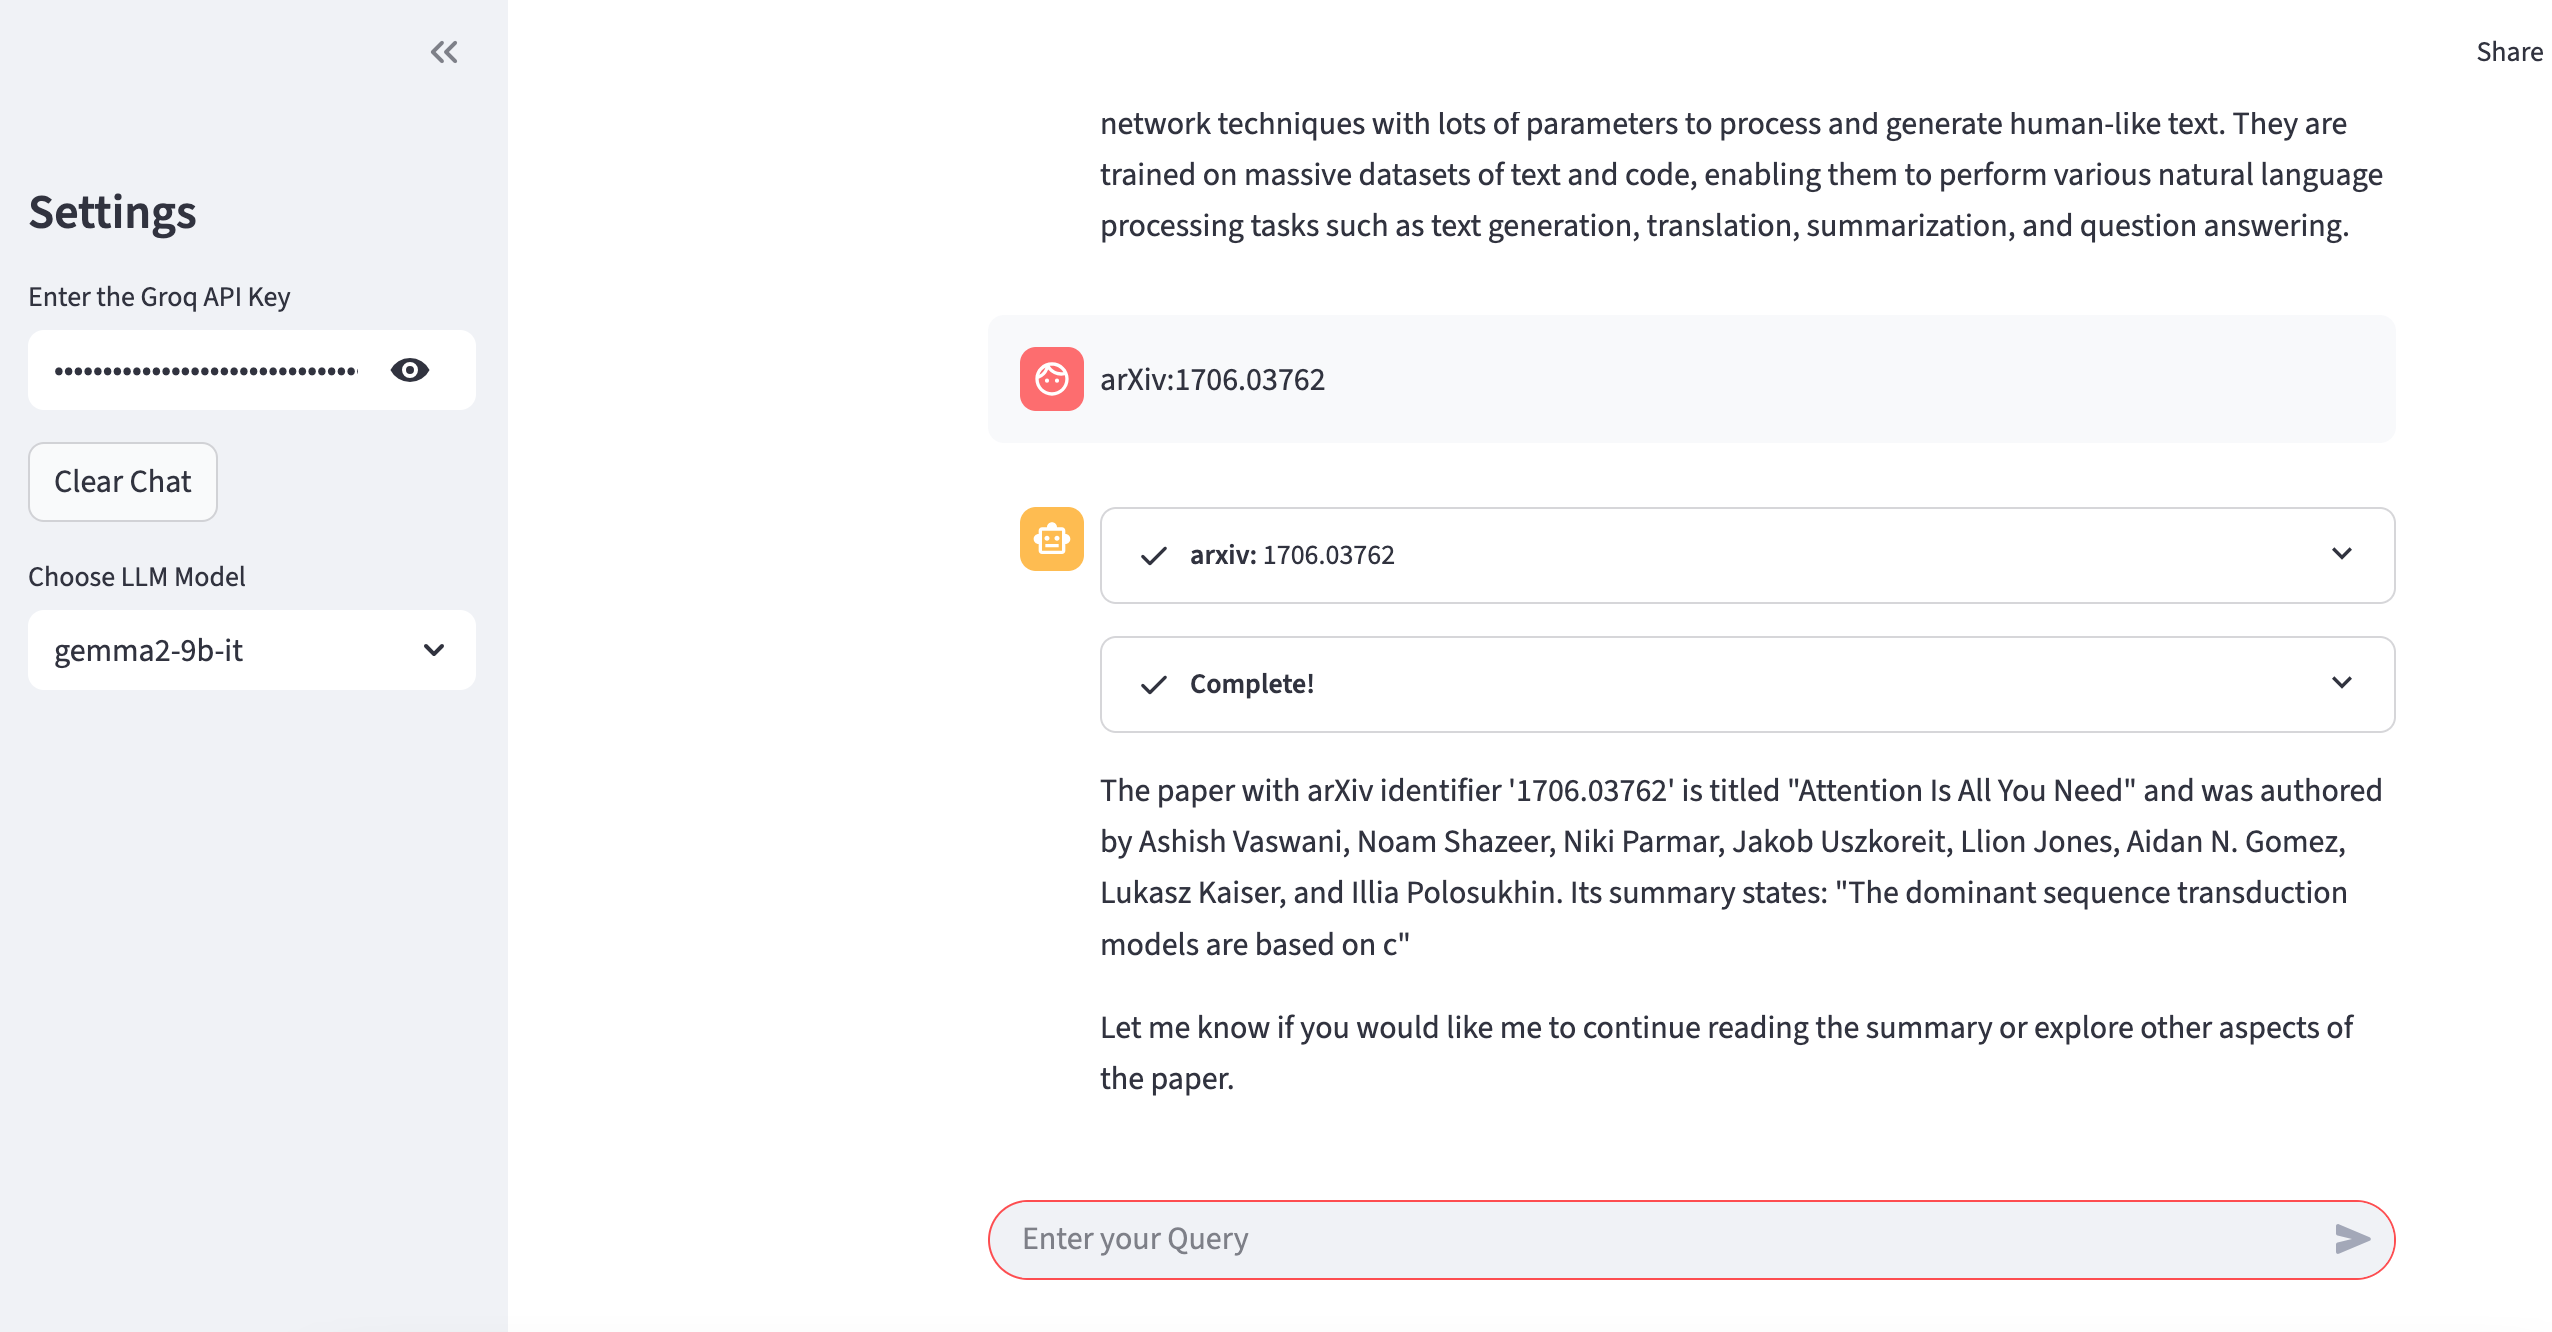 Share
Settings
Enter the Groq API Key
Clear Chat
Choose LLM Model
gemma2-9b-it
network techniques with lots of parameters to process and generate human-like text. They are
trained on massive datasets of text and code, enabling them to perform various natural language
processing tasks such as text generation, translation, summarization, and question answering.
arXiv:1706.03762
arxiv: 1706.03762
Complete!
The paper with arXiv identifier '1706.03762' is titled "Attention Is All You Need" and was authored
by Ashish Vaswani, Noam Shazeer, Niki Parmar, Jakob Uszkoreit, Llion Jones, Aidan N. Gomez,
Lukasz Kaiser, and Illia Polosukhin. Its summary states: "The dominant sequence transduction
models are based on c"
Let me know if you would like me to continue reading the summary or explore other aspects of
the paper.
Enter your Query